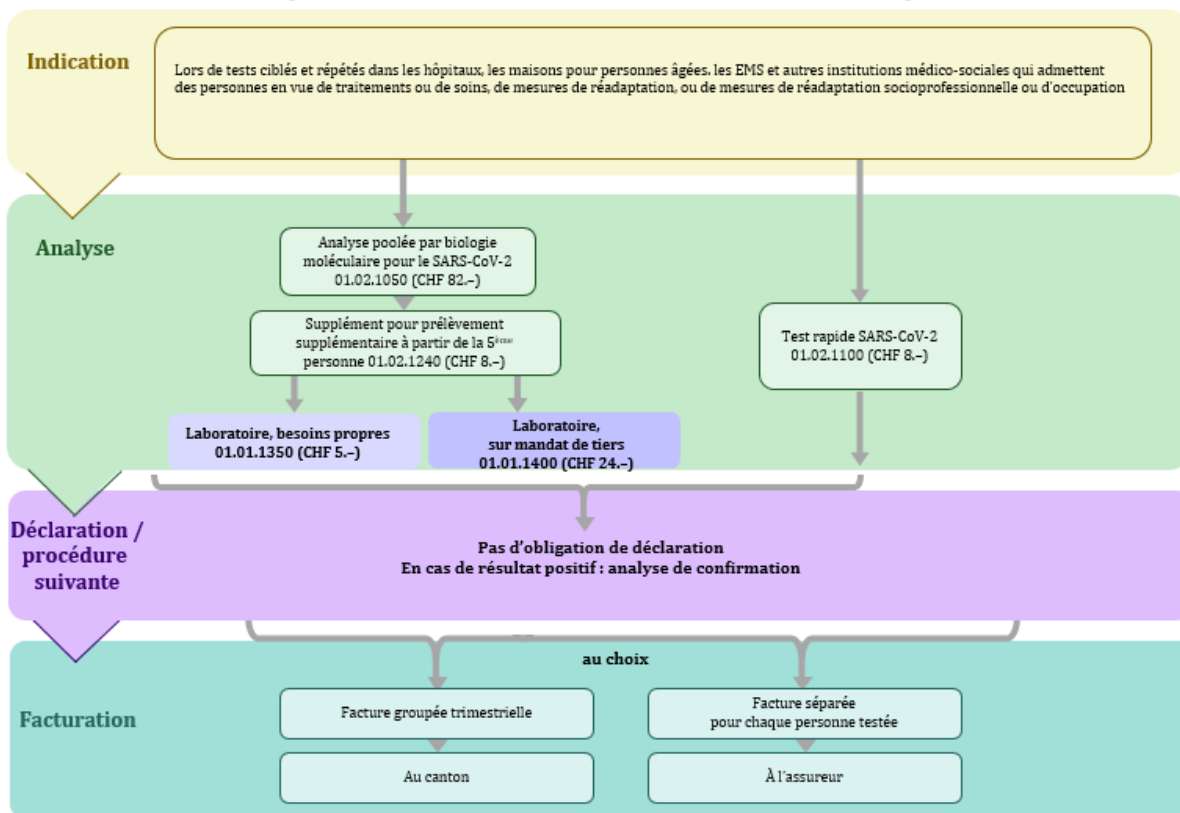 Indication
Lors de tests ciblés et répétés dans les hôpitaux, les maisons pour personnes âgées. les EMS et autres institutions médico-sociales qui admettent
des personnes en vue de traitements ou de soins, de mesures de réadaptation, ou de mesures de réadaptation socioprofessionnelle ou d'occupation
Analyse
Analyse poolée par biologie
moléculaire pour le SARS-CoV-2
01.02.1050 (CHF 82.–)
Supplément pour prélèvement
supplémentaire à partir de la 5ème
personne 01.02.1240 (CHF 8.–)
Test rapide SARS-CoV-2
01.02.1100 (CHF 8.–)
Laboratoire, besoins propres
01.01.1350 (CHF 5.–)
Laboratoire,
sur mandat de tiers
01.01.1400 (CHF 24.–)
Déclaration /
procédure
suivante
Pas d'obligation de déclaration
En cas de résultat positif : analyse de confirmation
Facturation
au choix
Facture groupée trimestrielle
Facture séparée
pour chaque personne testée
Au canton
À l'assureur